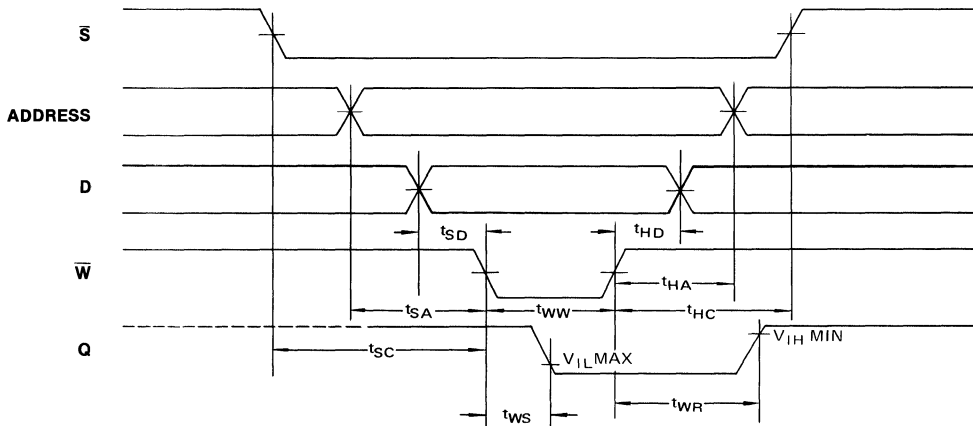 S̅
ADDRESS
D
tSD
tHD
W̅
tHA
tSA
tWW
tHC
Q
tSC
VIL MAX
VIH MIN
tWS
tWR